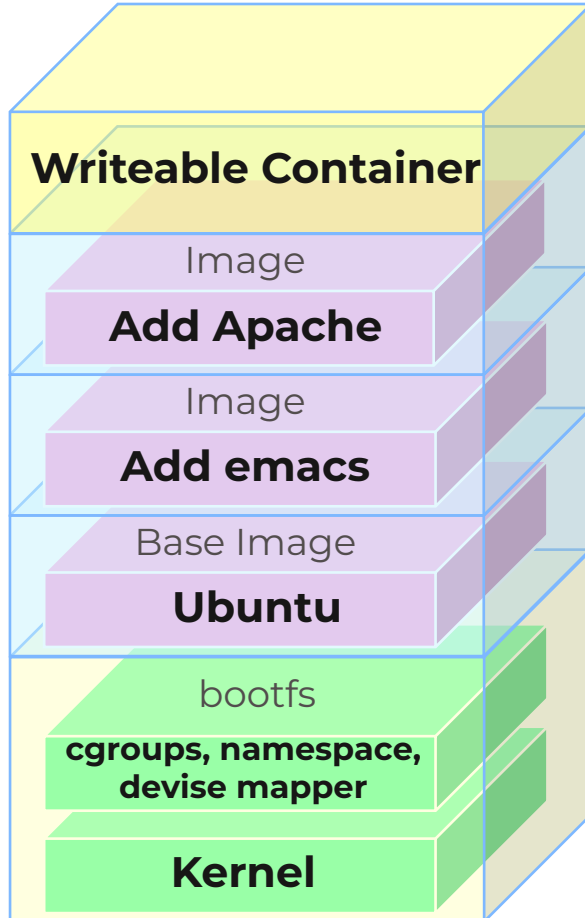 Writeable Container
Image
Add Apache
Image
Add emacs
Base Image
Ubuntu
bootfs
cgroups, namespace,
devise mapper
Kernel